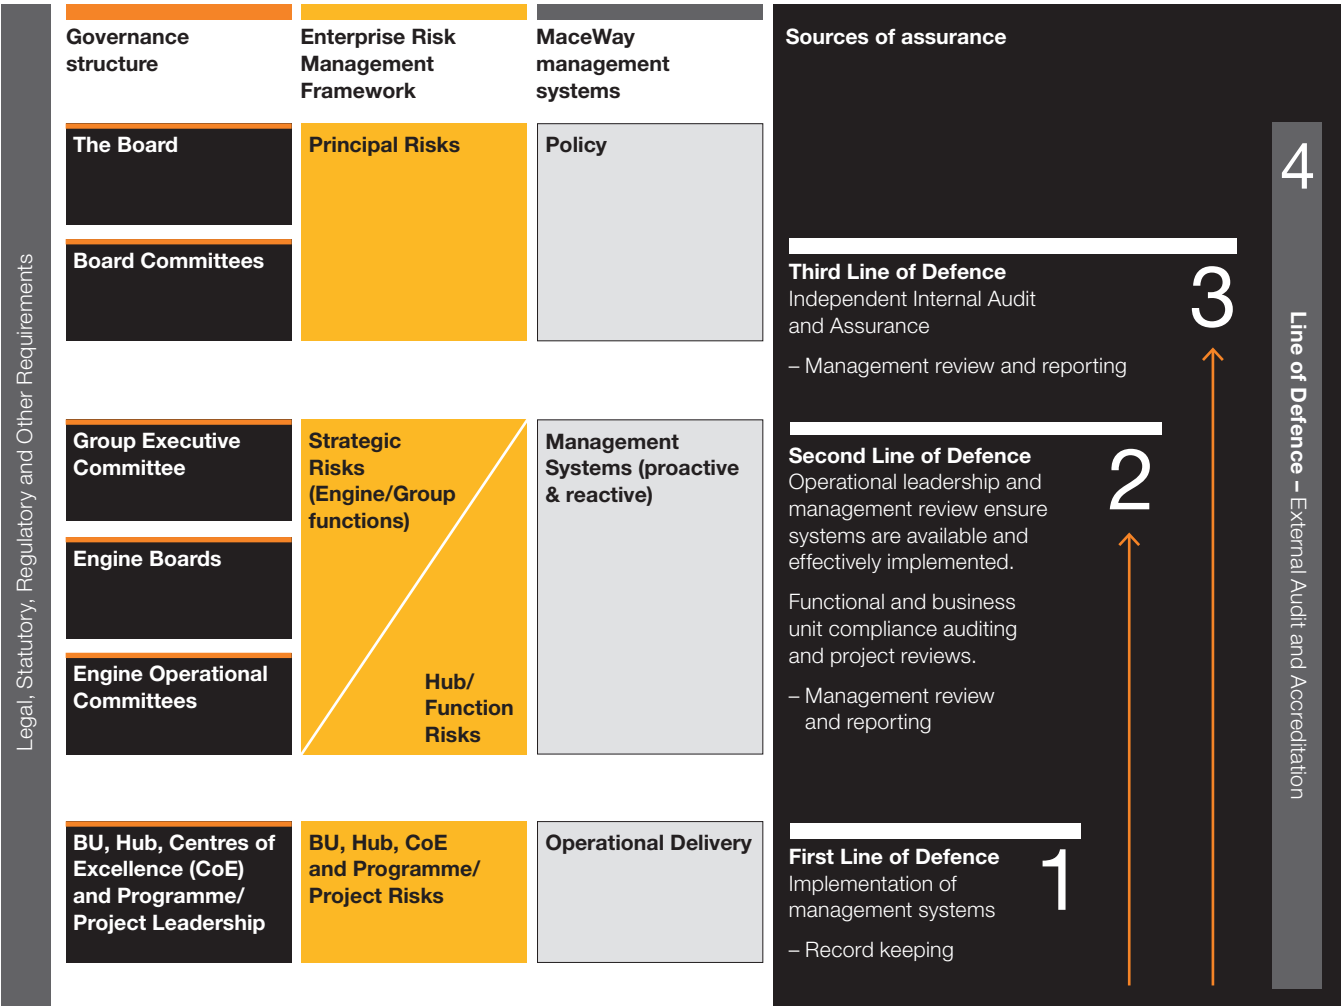 Legal, Statutory, Regulatory and Other Requirements
Governance
structure
Enterprise Risk
Management
Framework
MaceWay
management
systems
Sources of assurance
The Board
Board Committees
Principal Risks
Policy
Third Line of Defence
Independent Internal Audit
and Assurance
– Management review and reporting
3
Group Executive
Committee
Engine Boards
Engine Operational
Committees
Strategic
Risks
(Engine/Group
functions)
Hub/
Function
Risks
Management
Systems (proactive
& reactive)
Second Line of Defence
Operational leadership and
management review ensure
systems are available and
effectively implemented.
Functional and business
unit compliance auditing
and project reviews.
– Management review
and reporting
2
BU, Hub, Centres of
Excellence (CoE)
and Programme/
Project Leadership
BU, Hub, CoE
and Programme/
Project Risks
Operational Delivery
First Line of Defence
Implementation of
management systems
– Record keeping
1
4
Line of Defence – External Audit and Accreditation